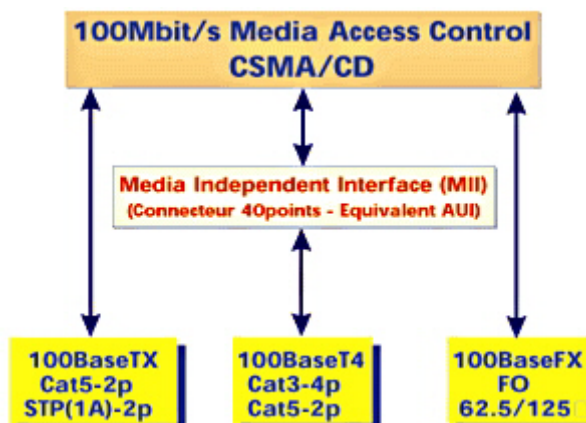 100Mbit/s Media Access Control
CSMA/CD
Media Independent Interface (MII)
(Connecteur 40points - Equivalent AUI)
100BaseTX
Cat5-2p
STP(1A)-2p
100BaseT4
Cat3-4p
Cat5-2p
100BaseFX
FO
62.5/125